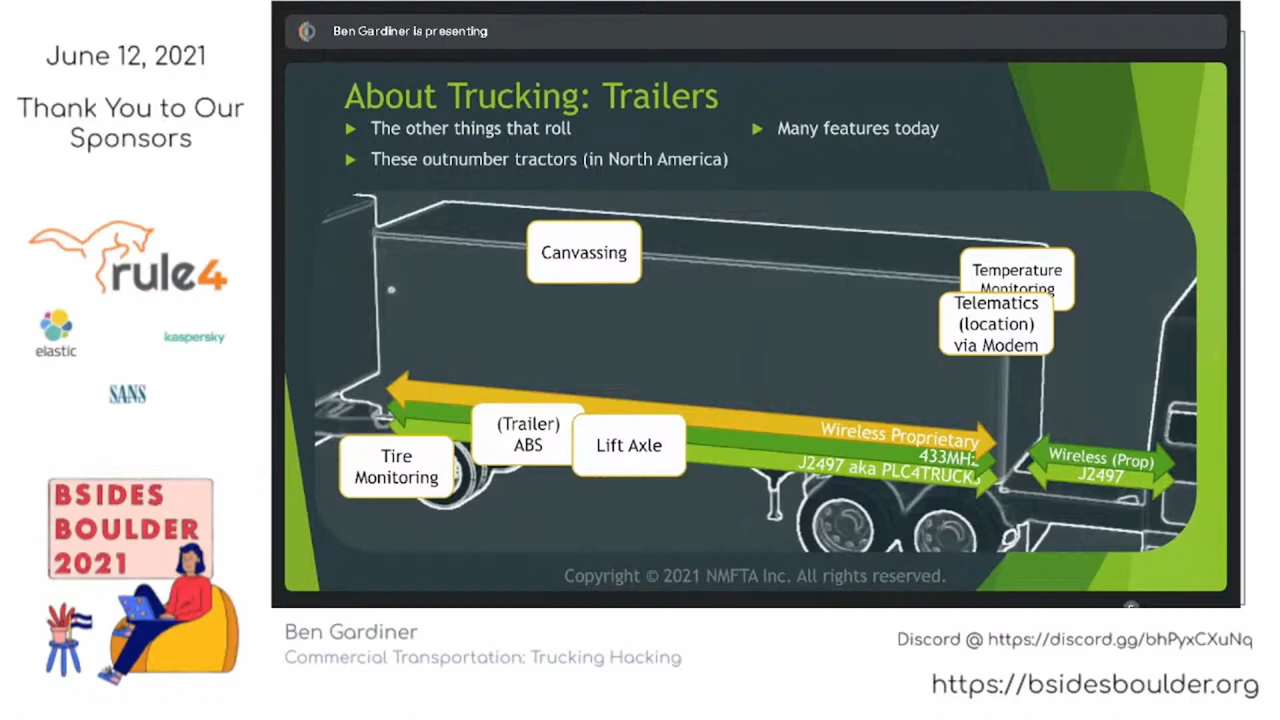 June 12, 2021
Thank You to Our
Sponsors
rule4
elastic
kaspersky
SANS
BSIDES
BOULDER
2021
Ben Gardiner is presenting
About Trucking: Trailers
The other things that roll
These outnumber tractors (in North America)
Many features today
Canvassing
Temperature
Monitoring
Telematics
(location)
via Modem
(Trailer)
ABS
Lift Axle
Tire
Monitoring
Wireless Proprietary
433MHz
J2497 aka PLC4TRUCKS
Wireless (Prop)
J2497
Copyright © 2021 NMFTA Inc. All rights reserved.
Ben Gardiner
Commercial Transportation: Trucking Hacking
Discord @ https://discord.gg/bhPyxCXuNq
https://bsidesboulder.org